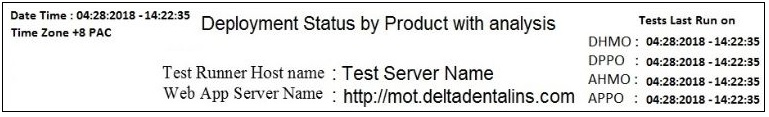 Date Time : 04:28:2018 - 14:22:35
Time Zone +8 PAC
Deployment Status by Product with analysis
Test Runner Host name : Test Server Name
Web App Server Name : http://mot.deltadentalins.com
Tests Last Run on
DHMO : 04:28:2018 - 14:22:35
DPPO : 04:28:2018 - 14:22:35
AHMO : 04:28:2018 - 14:22:35
APPO : 04:28:2018 - 14:22:35